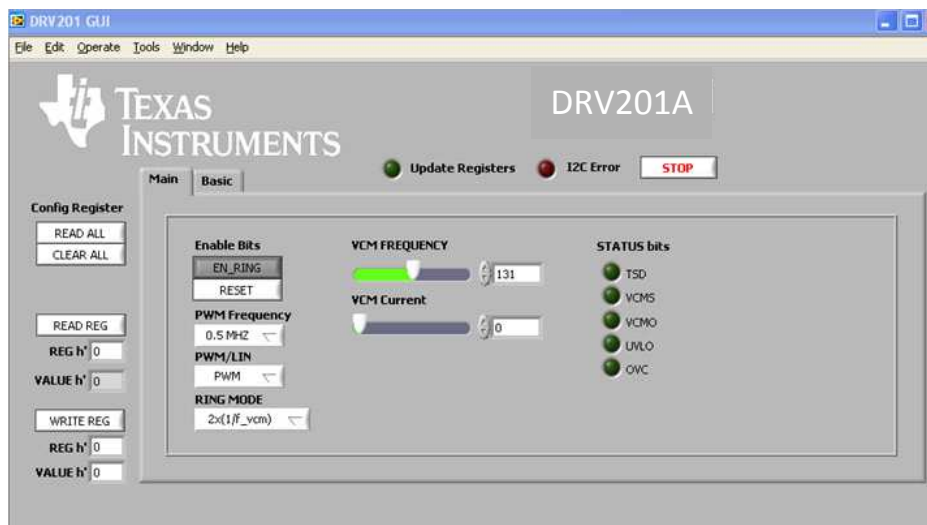 DRV201 GUI
File Edit Operate Tools Window Help
TEXAS
INSTRUMENTS
DRV201A
Update Registers
I2C Error
STOP
Main
Basic
Config Register
READ ALL
CLEAR ALL
READ REG
REG h' 0
VALUE h' 0
WRITE REG
REG h' 0
VALUE h' 0
Enable Bits
EN_RING
RESET
PWM Frequency
0.5 MHZ
PWM/LIN
PWM
RING MODE
2x(1/f_vcm)
VCM FREQUENCY
131
VCM Current
0
STATUS bits
TSD
VCMS
VCMO
UVLO
OVC